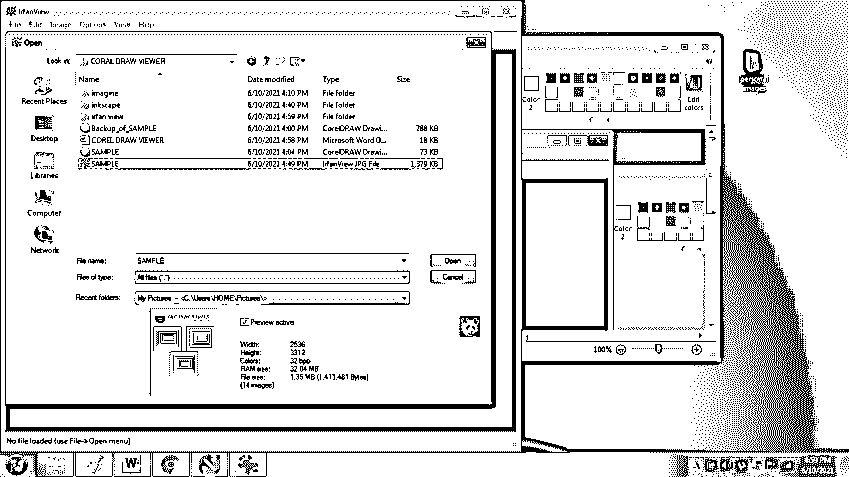 IrfanView
File Edit Image Options View Help
Open
Look in: CORAL DRAW VIEWER
Name Date modified Type Size
imagine 6/10/2021 4:10 PM File folder
inkscape 6/10/2021 4:40 PM File folder
irfan view 6/10/2021 4:59 PM File folder
Backup_of_SAMPLE 6/10/2021 4:00 PM CorelDRAW Drawi... 788 KB
COREL DRAW VIEWER 6/10/2021 4:58 PM Microsoft Word D... 18 KB
SAMPLE 6/10/2021 4:04 PM CorelDRAW Drawi... 73 KB
SAMPLE 6/10/2021 4:49 PM IrfanView JPG File 1,379 KB
Recent Places
Desktop
Libraries
Computer
Network
File name: SAMPLE Open
Files of type: All files (*.*) Cancel
Recent folders: My Pictures - <C:\Users\HOME\Pictures\>
Preview active
Width: 2536
Height: 3312
Colors: 32 bpp
RAM size: 32.04 MB
File size: 1.35 MB (1,411,481 Bytes)
(14 images)
No file loaded (use File->Open menu)
Color
2
Edit
colors
Color
2
100%